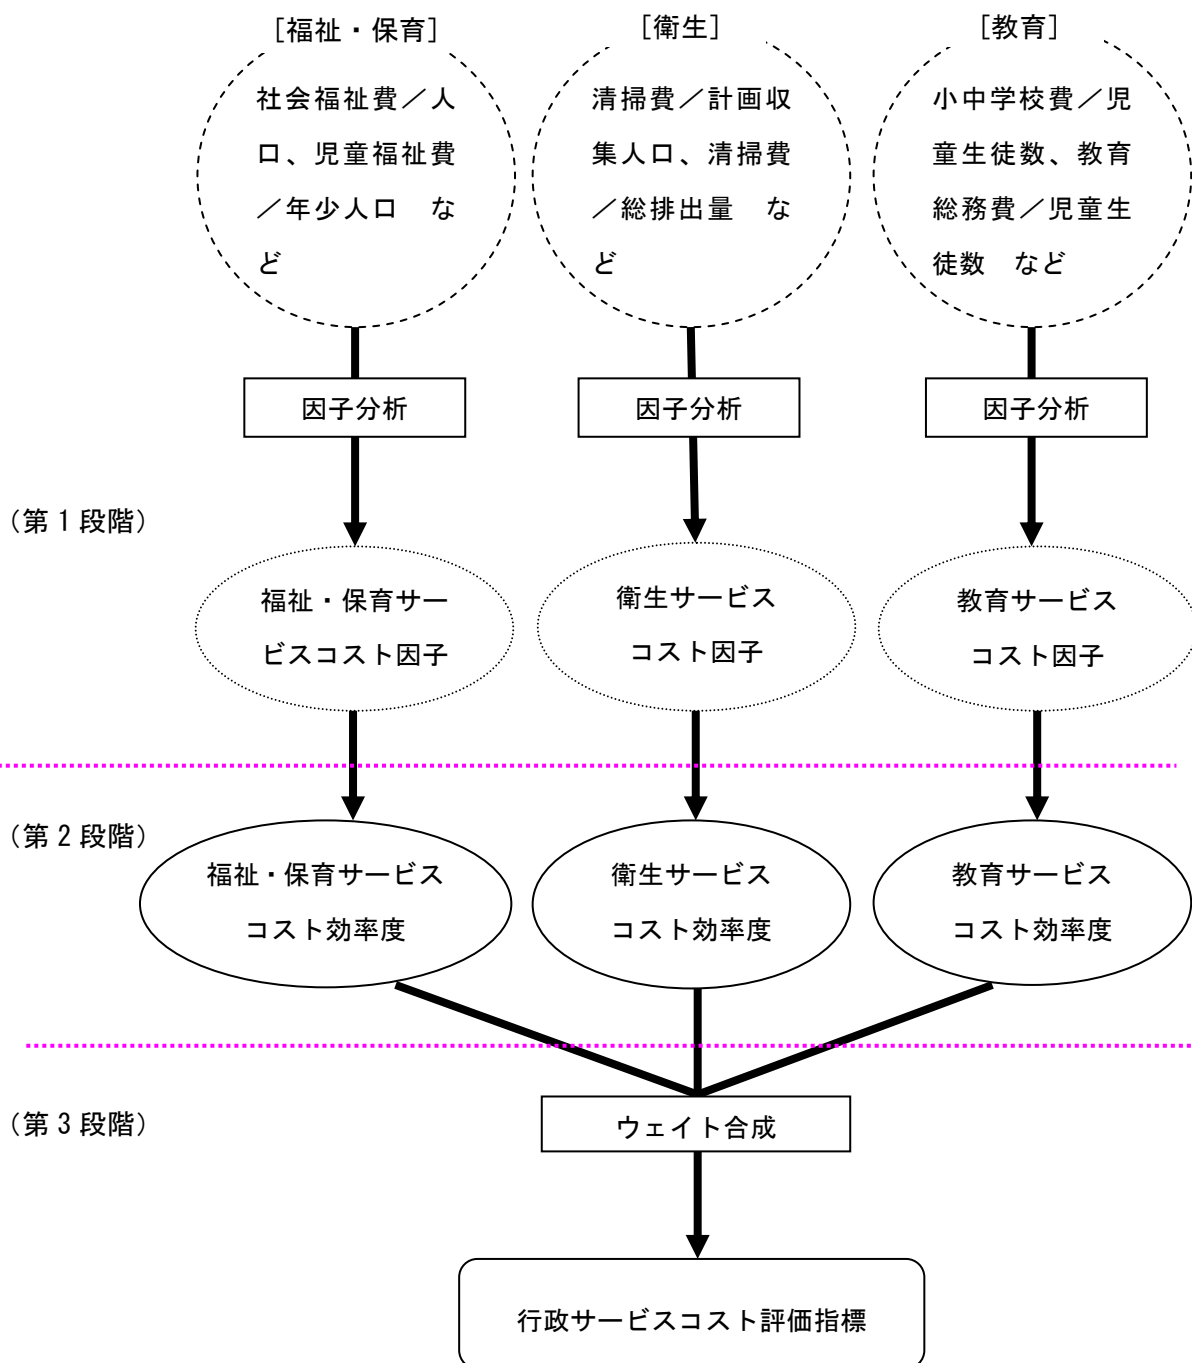 ［福祉・保育］
社会福祉費／人
口、児童福祉費
／年少人口　な
ど
［衛生］
清掃費／計画収
集人口、清掃費
／総排出量　な
ど
［教育］
小中学校費／児
童生徒数、教育
総務費／児童生
徒数　など
因子分析
因子分析
因子分析
（第１段階）
福祉・保育サー
ビスコスト因子
衛生サービス
コスト因子
教育サービス
コスト因子
（第２段階）
福祉・保育サービス
コスト効率度
衛生サービス
コスト効率度
教育サービス
コスト効率度
（第３段階）
ウェイト合成
行政サービスコスト評価指標